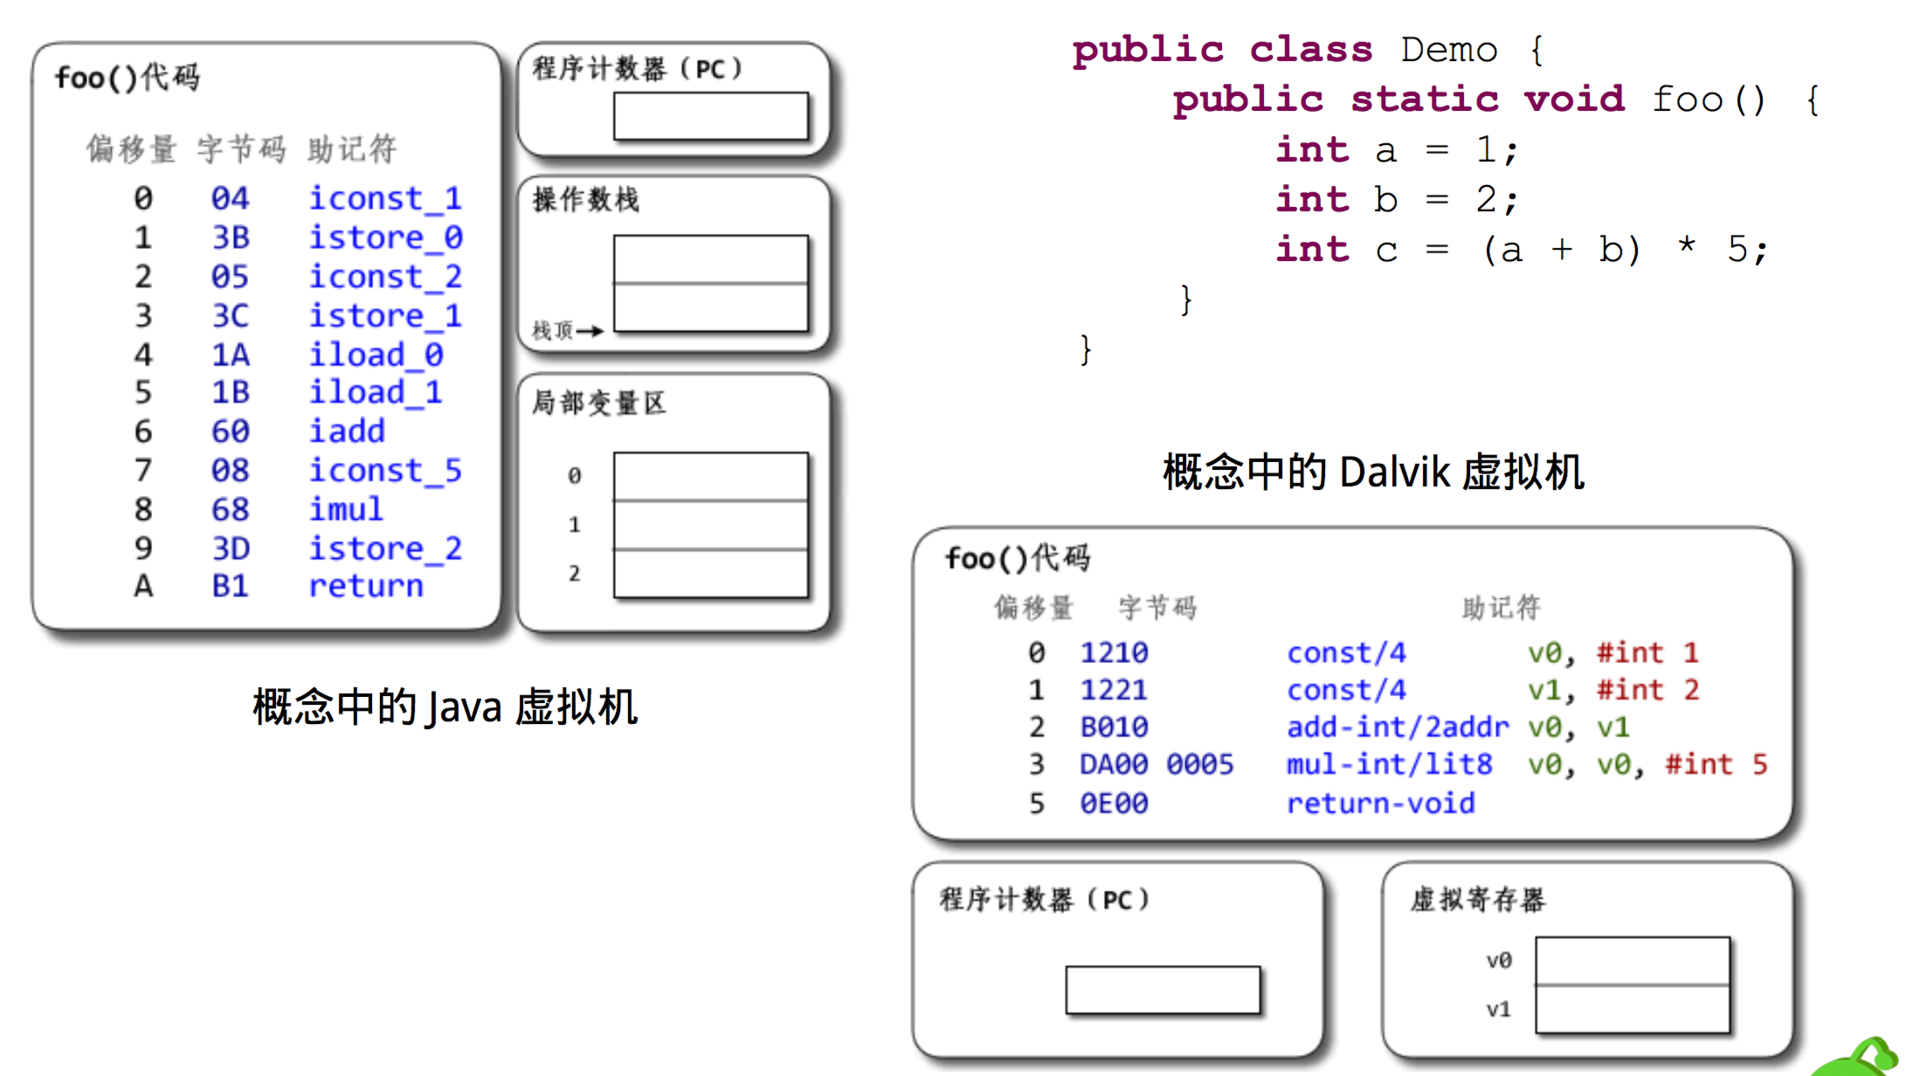 foo()代码
偏移量 字节码 助记符
0 04 iconst_1
1 3B istore_0
2 05 iconst_2
3 3C istore_1
4 1A iload_0
5 1B iload_1
6 60 iadd
7 08 iconst_5
8 68 imul
9 3D istore_2
A B1 return
程序计数器（PC）
操作数栈
栈顶→
局部变量区
0
1
2
概念中的 Java 虚拟机
public class Demo {
public static void foo() {
int a = 1;
int b = 2;
int c = (a + b) * 5;
}
}
概念中的 Dalvik 虚拟机
foo()代码
偏移量 字节码 助记符
0 1210 const/4 v0, #int 1
1 1221 const/4 v1, #int 2
2 B010 add-int/2addr v0, v1
3 DA00 0005 mul-int/lit8 v0, v0, #int 5
5 0E00 return-void
程序计数器（PC）
虚拟寄存器
v0
v1